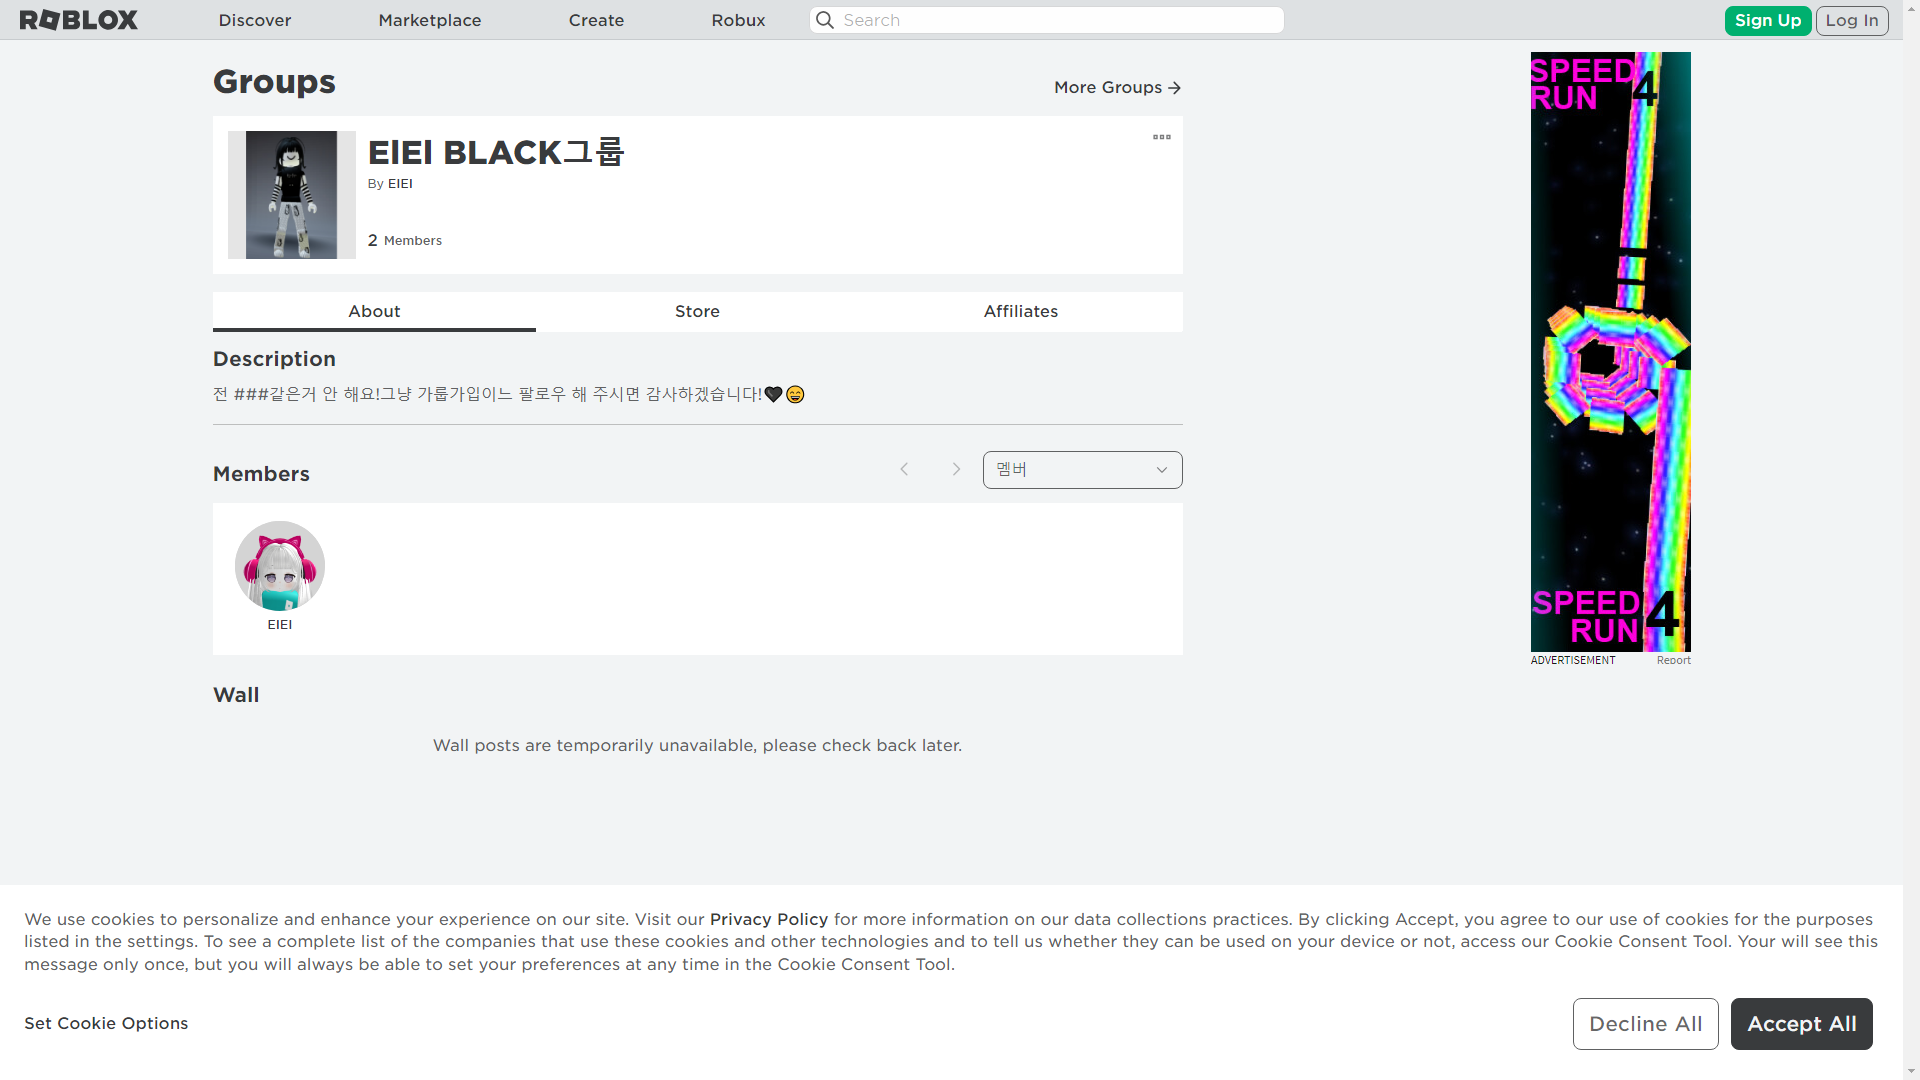 ROBLOX
Discover
Marketplace
Create
Robux
Search
Sign Up
Log In
Groups
More Groups
ElEl BLACK그룹
By ElEl
2 Members
About
Store
Affiliates
Description
전 ###같은거 안 해요!그냥 가룹가입이느 팔로우 해 주시면 감사하겠습니다!🖤😄
Members
멤버
ElEl
Wall
Wall posts are temporarily unavailable, please check back later.
SPEED
RUN 4
SPEED
RUN 4
ADVERTISEMENT
Report
We use cookies to personalize and enhance your experience on our site. Visit our Privacy Policy for more information on our data collections practices. By clicking Accept, you agree to our use of cookies for the purposes
listed in the settings. To see a complete list of the companies that use these cookies and other technologies and to tell us whether they can be used on your device or not, access our Cookie Consent Tool. Your will see this
message only once, but you will always be able to set your preferences at any time in the Cookie Consent Tool.
Set Cookie Options
Decline All
Accept All